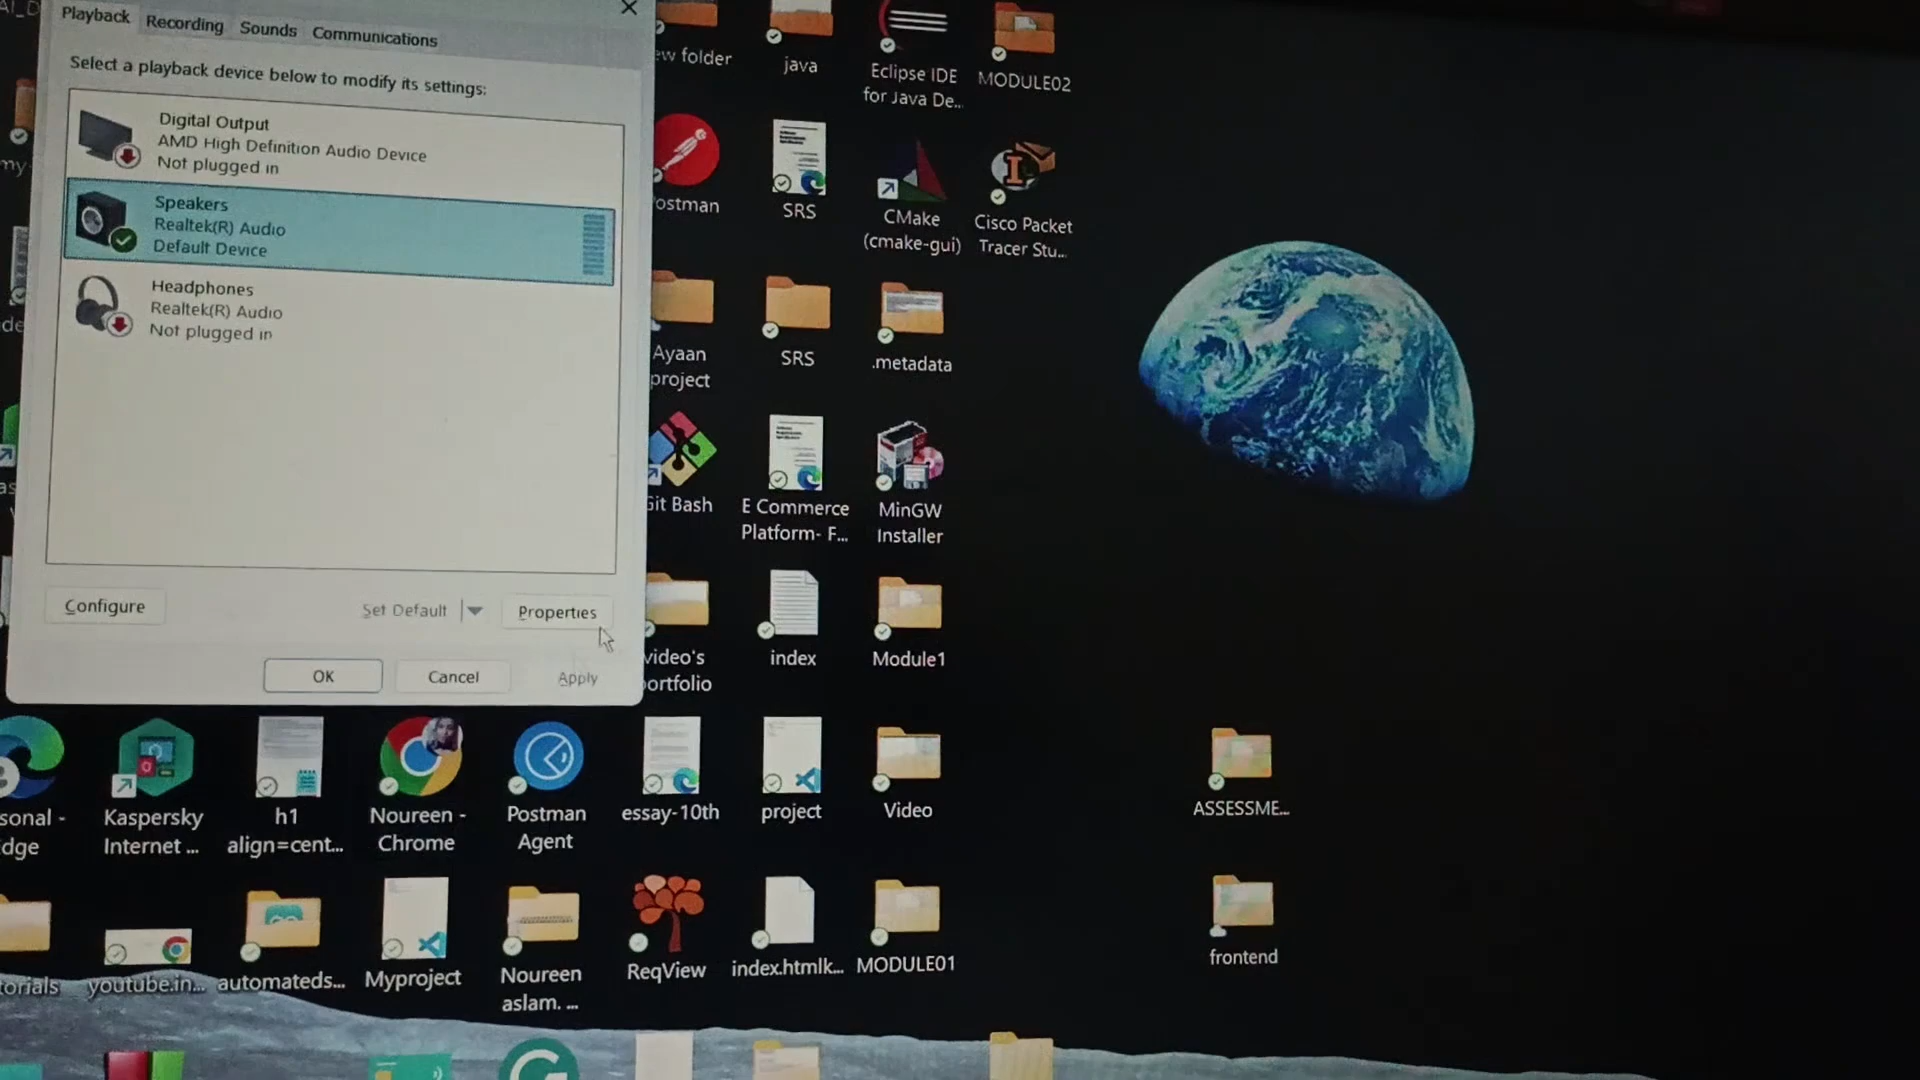 Playback
Recording
Sounds
Communications
Select a playback device below to modify its settings:
Digital Output
AMD High Definition Audio Device
Not plugged in
Speakers
Realtek(R) Audio
Default Device
Headphones
Realtek(R) Audio
Not plugged in
Configure
Set Default
Properties
OK
Cancel
Apply
ew folder
java
Eclipse IDE
for Java De...
MODULE02
ostman
SRS
CMake
(cmake-gui)
Cisco Packet
Tracer Stu...
Ayaan
project
SRS
.metadata
Git Bash
E Commerce
Platform- F...
MinGW
Installer
video's
portfolio
index
Module1
sonal -
dge
Kaspersky
Internet ...
h1
align=cent...
Noureen -
Chrome
Postman
Agent
essay-10th
project
Video
ASSESSME...
torials
youtube.in...
automateds...
Myproject
Noureen
aslam. ...
ReqView
index.htmlk...
MODULE01
frontend